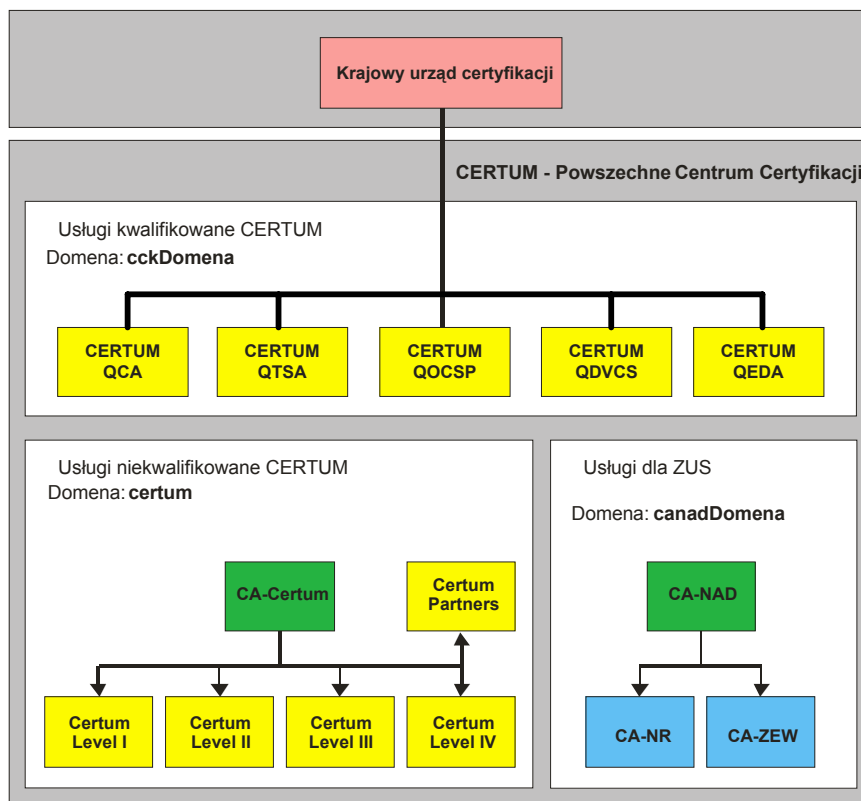 Krajowy urząd certyfikacji
CERTUM - Powszechne Centrum Certyfikacji
Usługi kwalifikowane CERTUM
Domena: cckDomena
CERTUM
QCA
CERTUM
QTSA
CERTUM
QOCSP
CERTUM
QDVCS
CERTUM
QEDA
Usługi niekwalifikowane CERTUM
Domena: certum
CA-Certum
Certum
Partners
Certum
Level I
Certum
Level II
Certum
Level III
Certum
Level IV
Usługi dla ZUS
Domena: canadDomena
CA-NAD
CA-NR
CA-ZEW